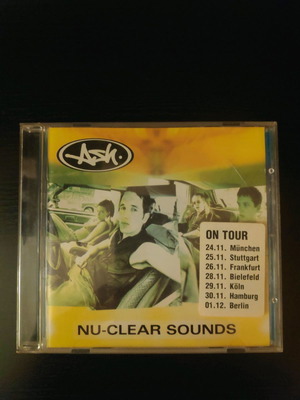 Ash.
ON TOUR
24.11. München
25.11. Stuttgart
26.11. Frankfurt
28.11. Bielefeld
29.11. Köln
30.11. Hamburg
01.12. Berlin
NU-CLEAR SOUNDS